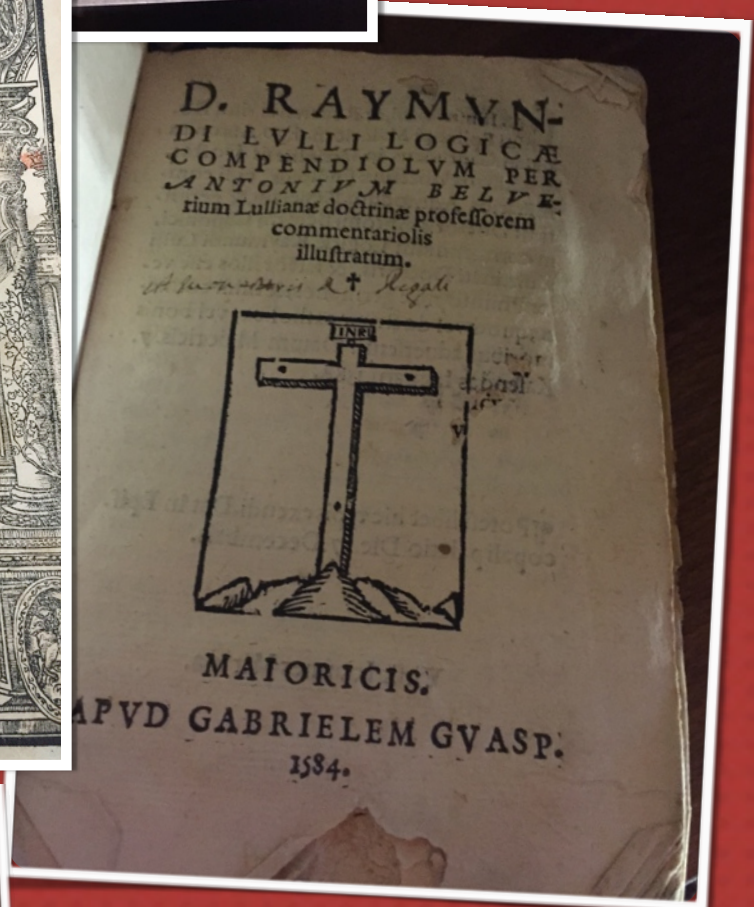 D. RAYMVN-
DI LVLLI LOGICÆ
COMPENDIOLVM PER
ANTONIVM BELVE-
rium Lullianæ doctrinæ professorem
commentariolis
illustratum.
Regali
INRI
MAIORICIS.
APVD GABRIELEM GVASP.
1584.